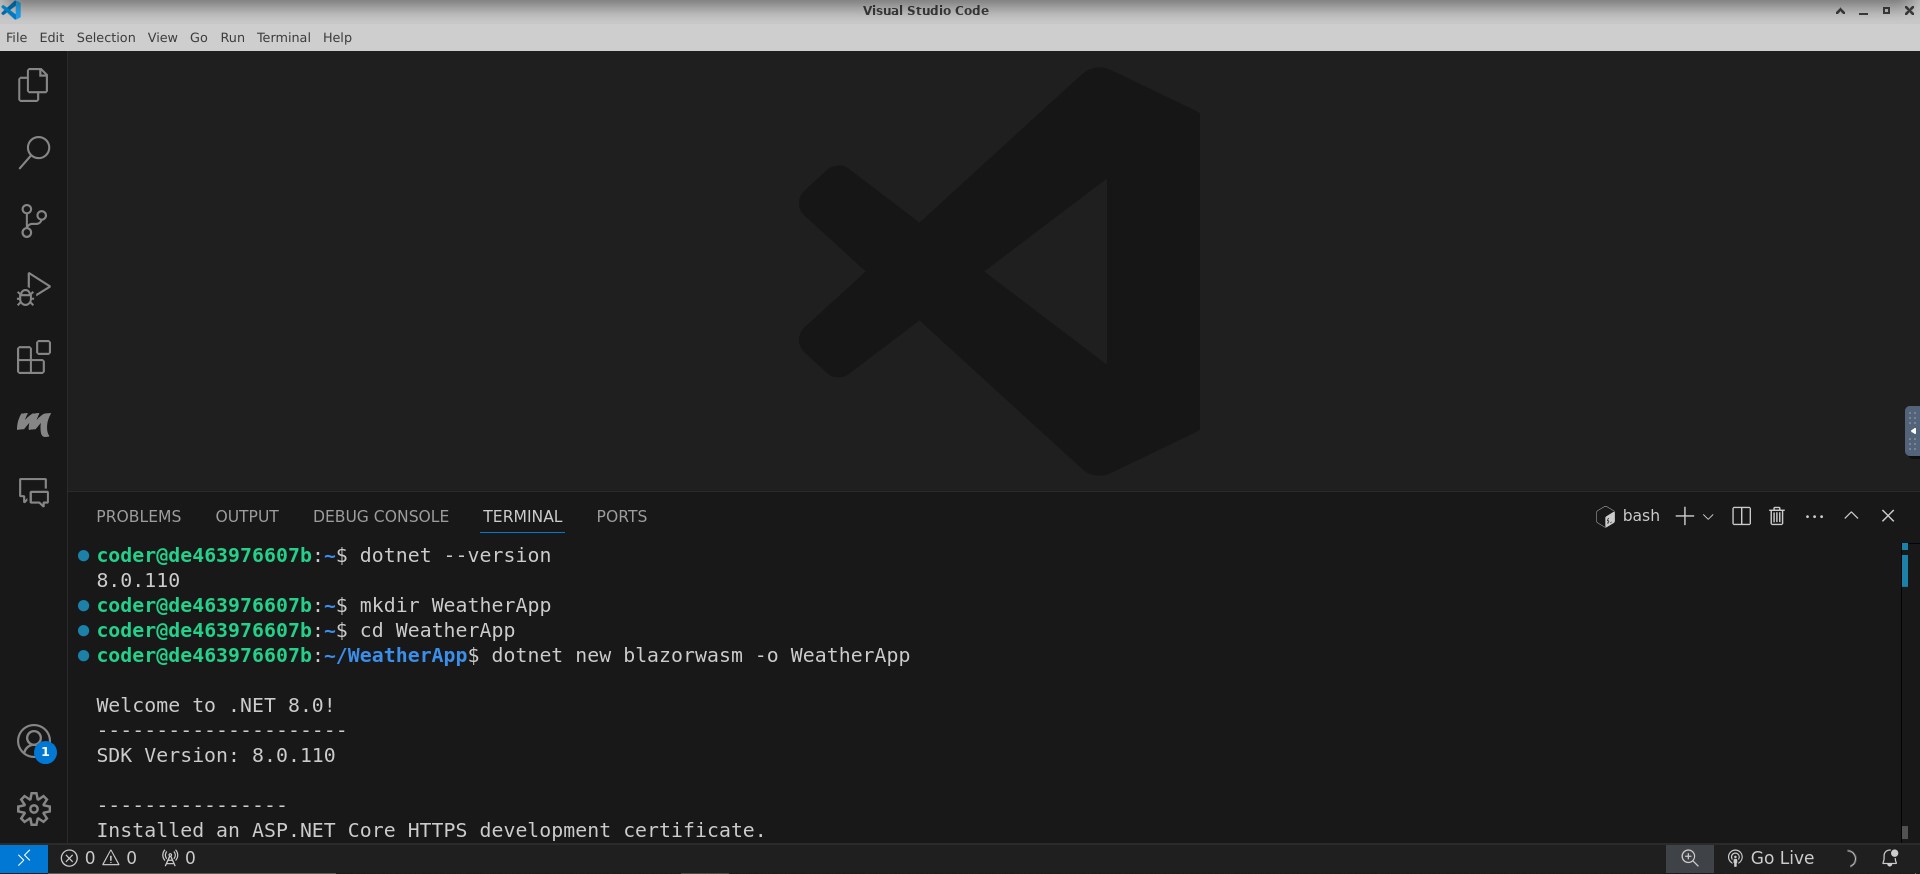 Visual Studio Code
File Edit Selection View Go Run Terminal Help
PROBLEMS OUTPUT DEBUG CONSOLE TERMINAL PORTS
bash
coder@de463976607b:~$ dotnet --version
8.0.110
coder@de463976607b:~$ mkdir WeatherApp
coder@de463976607b:~$ cd WeatherApp
coder@de463976607b:~/WeatherApp$ dotnet new blazorwasm -o WeatherApp
Welcome to .NET 8.0!
---------------------
SDK Version: 8.0.110
----------------
Installed an ASP.NET Core HTTPS development certificate.
1
0 0 0
Go Live